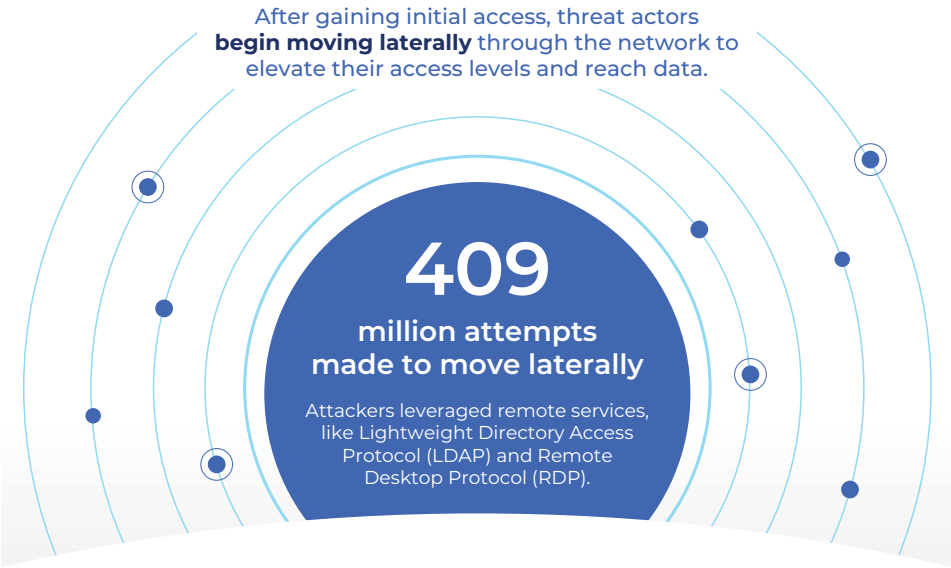 After gaining initial access, threat actors
begin moving laterally through the network to
elevate their access levels and reach data.
409
million attempts
made to move laterally
Attackers leveraged remote services,
like Lightweight Directory Access
Protocol (LDAP) and Remote
Desktop Protocol (RDP).